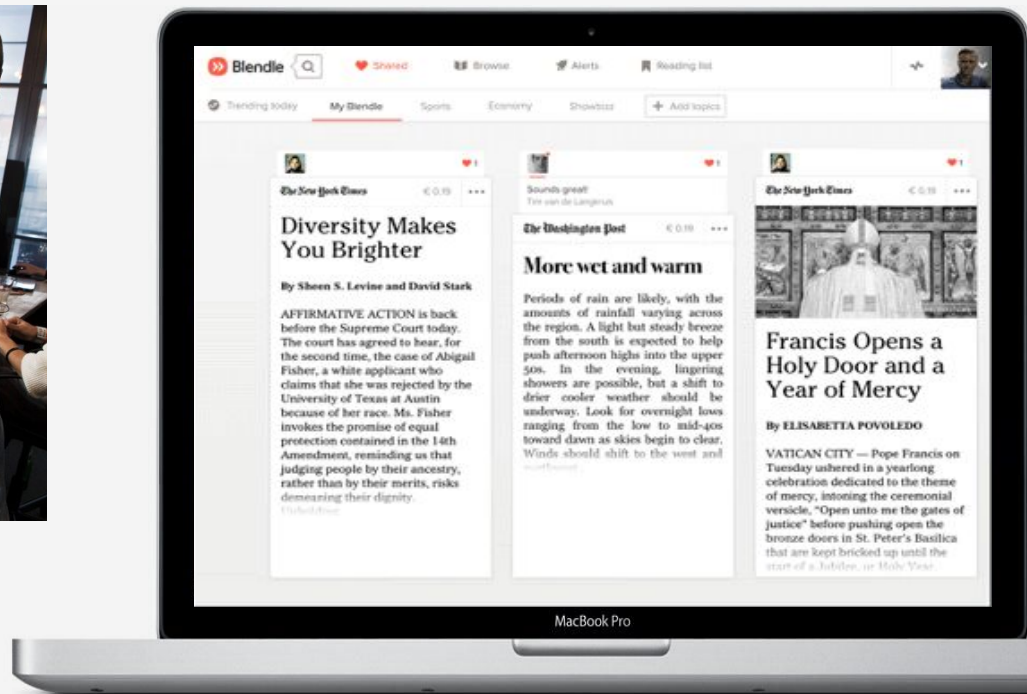 Blendle
Shared
Browse
Alerts
Reading list
Trending today
My Blendle
Sports
Economy
Showbizz
+ Add topics
1
The New York Times
€ 0.19
Diversity Makes
You Brighter
By Sheen S. Levine and David Stark
AFFIRMATIVE ACTION is back
before the Supreme Court today.
The court has agreed to hear, for
the second time, the case of Abigail
Fisher, a white applicant who
claims that she was rejected by the
University of Texas at Austin
because of her race. Ms. Fisher
invokes the promise of equal
protection contained in the 14th
Amendment, reminding us that
judging people by their ancestry,
rather than by their merits, risks
demeaning their dignity.
1
Sounds great!
Tim van de
The Washington Post
€ 0.19
More wet and warm
Periods of rain are likely, with the
amounts of rainfall varying across
the region. A light but steady breeze
from the south is expected to help
push afternoon highs into the upper
50s. In the evening, lingering
showers are possible, but a shift to
drier cooler weather should be
underway. Look for overnight lows
ranging from the low to mid-40s
toward dawn as skies begin to clear.
Winds should shift to the west and
1
The New York Times
€ 0.19
Francis Opens a
Holy Door and a
Year of Mercy
By ELISABETTA POVOLEDO
VATICAN CITY — Pope Francis on
Tuesday ushered in a yearlong
celebration dedicated to the theme
of mercy, intoning the ceremonial
versicle, “Open unto me the gates of
justice” before pushing open the
bronze doors in St. Peter’s Basilica
that are kept bricked up until the
start of a Jubilee, or Holy Year.
MacBook Pro